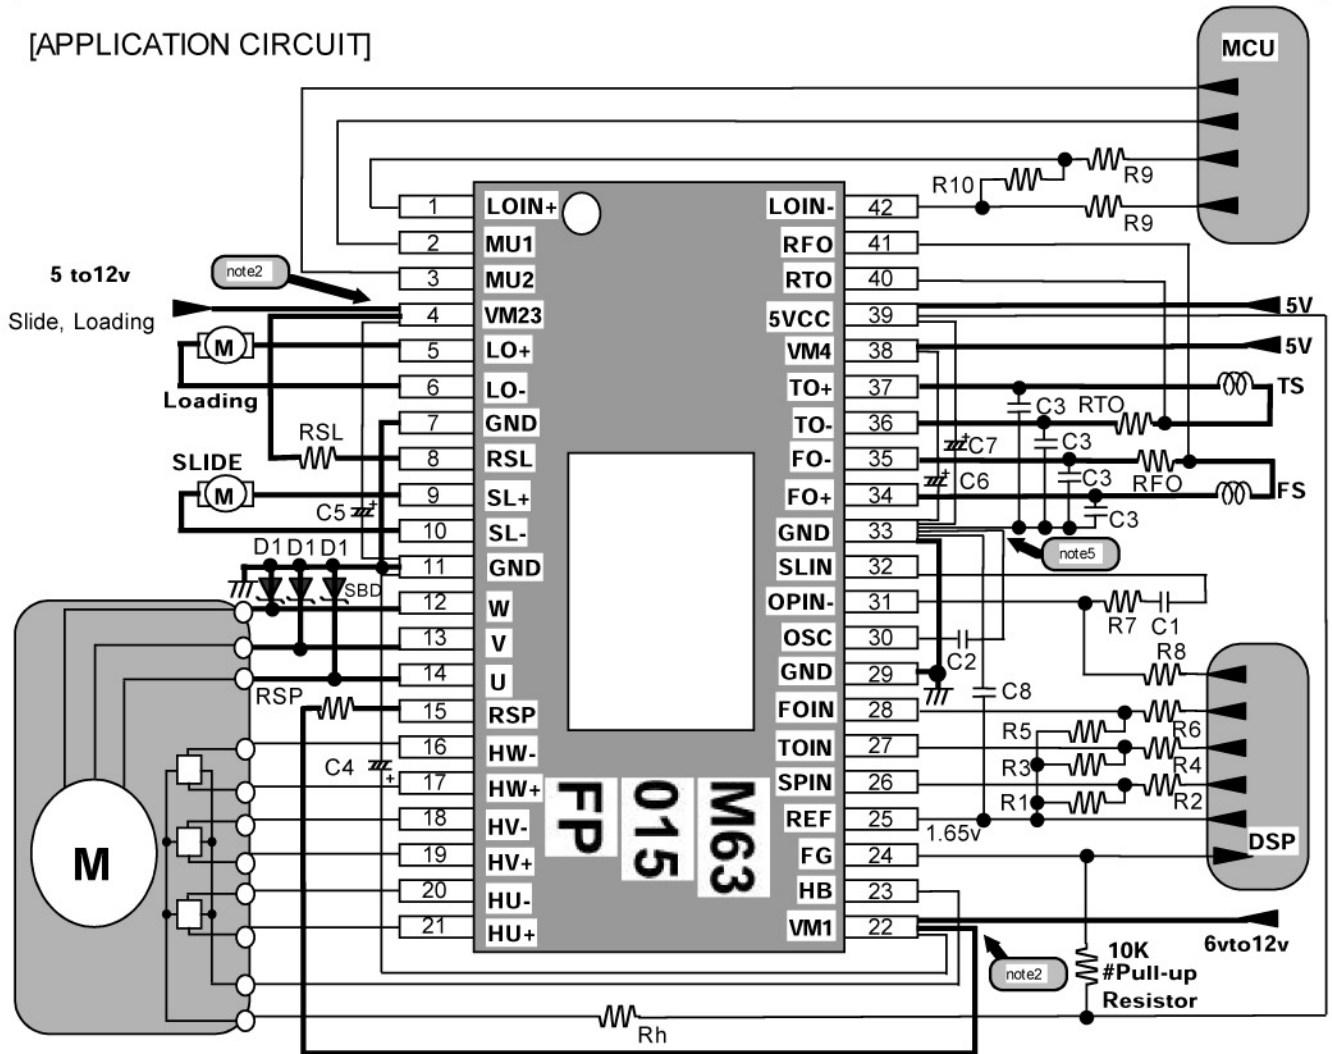 [APPLICATION CIRCUIT]
MCU
R10
R9
R9
1 LOIN+ LOIN- 42
2 MU1 RFO 41
3 MU2 RTO 40
5 to12v
note2
Slide, Loading
4 VM23 5VCC 39
5V
M
5 LO+ VM4 38
5V
6 LO- TO+ 37
TS
Loading
C3
RTO
7 GND TO- 36
RSL
C3
C7
8 RSL FO- 35
SLIDE
C3
RFO
C6
M
9 SL+ FO+ 34
FS
C5
C3
10 SL- GND 33
note5
D1 D1 D1
11 GND SLIN 32
SBD
12 W OPIN- 31
R7 C1
13 V OSC 30
C2
R8
14 U GND 29
RSP
C8
15 RSP FOIN 28
R5
R6
16 HW- TOIN 27
C4
R3
R4
17 HW+ SPIN 26
R1
R2
18 HV- REF 25
1.65v
DSP
19 HV+ FG 24
20 HU- HB 23
21 HU+ VM1 22
M
M63
015
FP
6vto12v
note2
10K
#Pull-up
Resistor
Rh